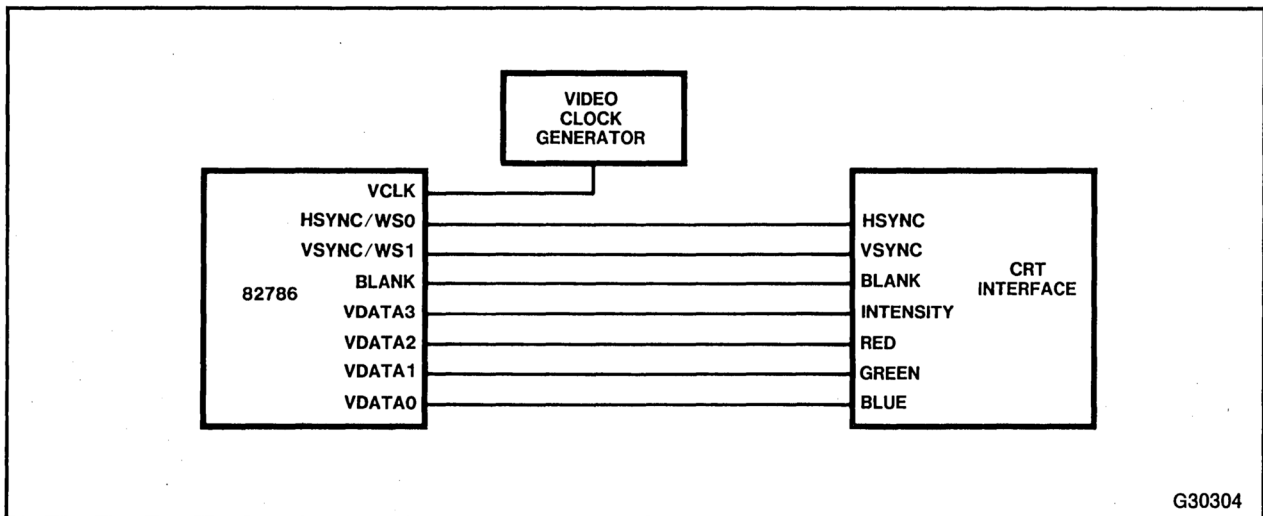 VIDEO
CLOCK
GENERATOR
82786
VCLK
HSYNC/WS0
VSYNC/WS1
BLANK
VDATA3
VDATA2
VDATA1
VDATA0
HSYNC
VSYNC
BLANK
INTENSITY
RED
GREEN
BLUE
CRT
INTERFACE
G30304